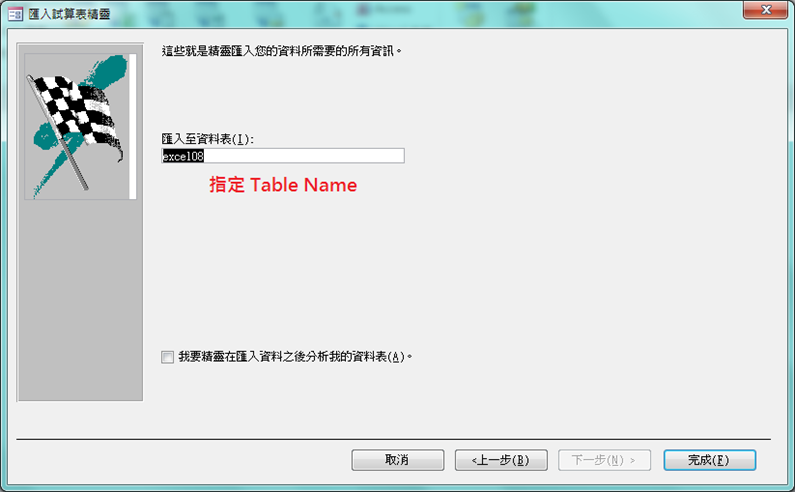 匯入試算表精靈
這些就是精靈匯入您的資料所需要的所有資訊。
匯入至資料表(I):
excel08
指定 Table Name
我要精靈在匯入資料之後分析我的資料表(A)。
取消
<上一步(B)
下一步(N) >
完成(F)